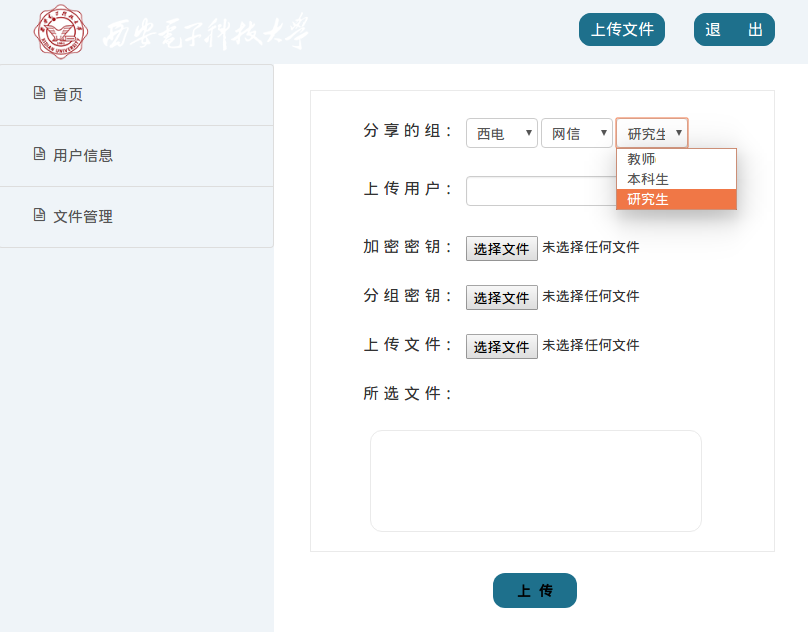 西安电子科技大学
上传文件
退 出
首页
用户信息
文件管理
分享的组： 西电 网信 研究生
教师
本科生
研究生
上传用户：
加密密钥： 选择文件 未选择任何文件
分组密钥： 选择文件 未选择任何文件
上传文件： 选择文件 未选择任何文件
所选文件：
上 传